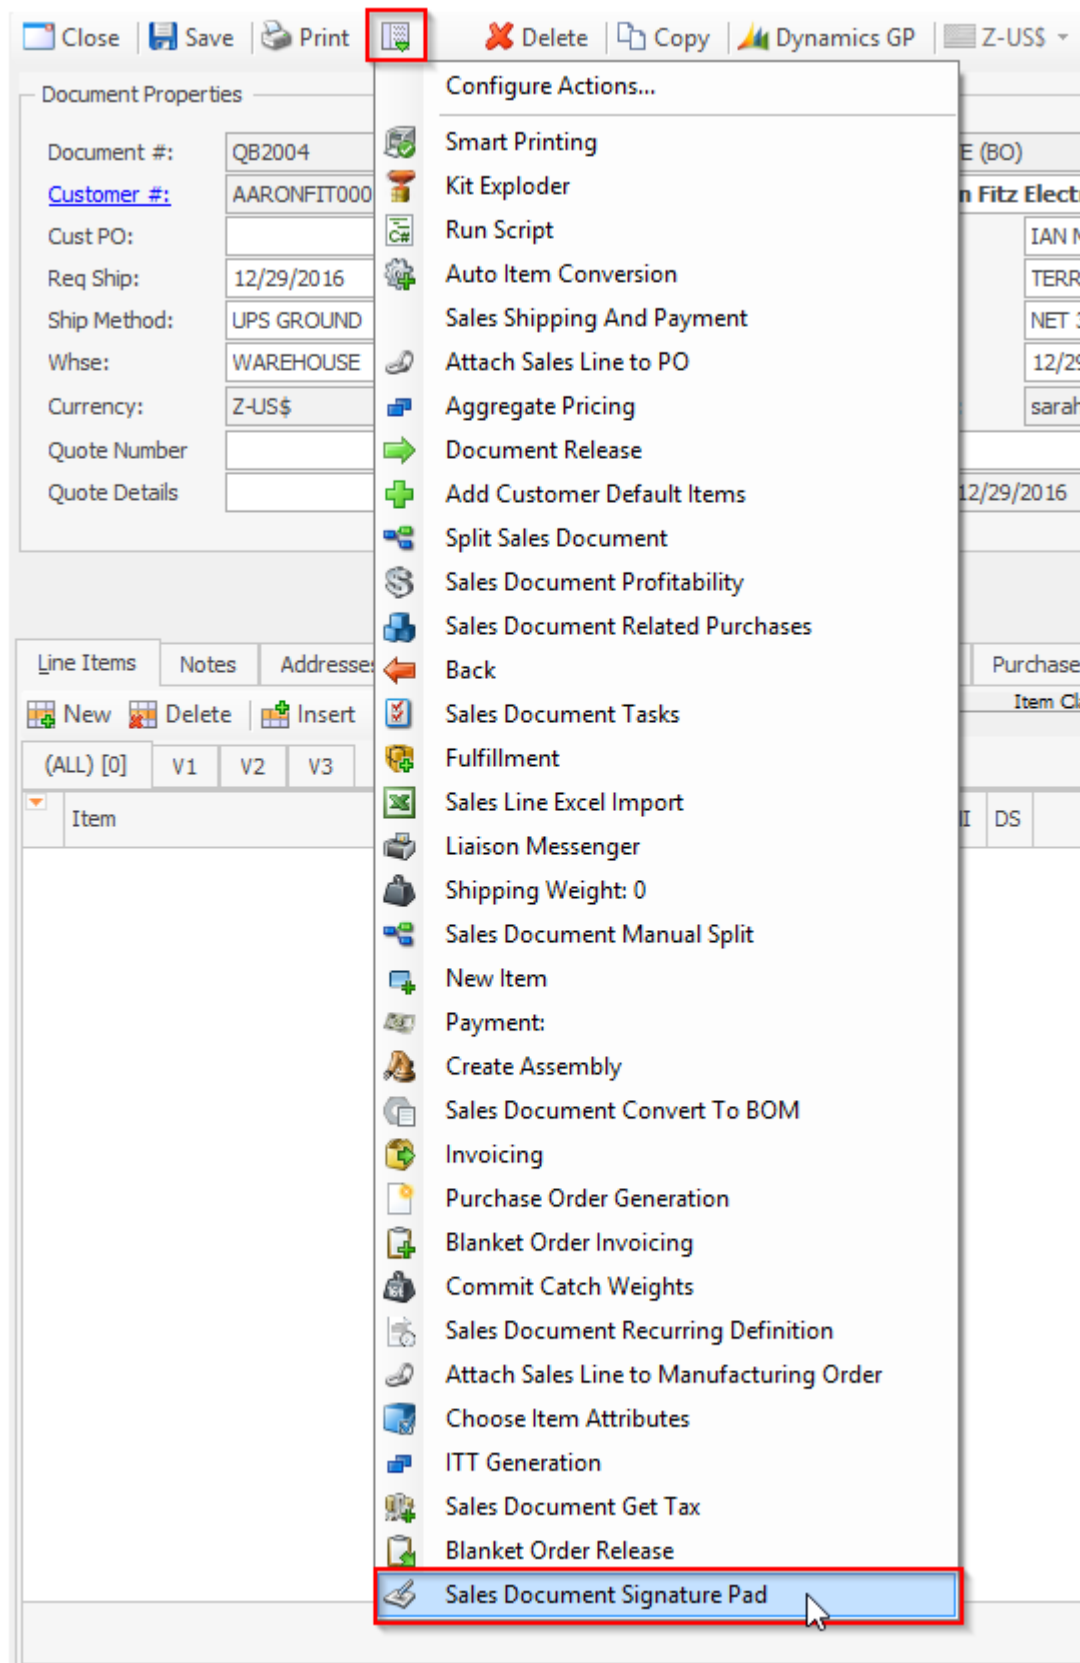 Close Save Print Delete Copy Dynamics GP Z-US$
Document Properties
Document #: QB2004 (BO)
Customer #: AARONFIT000 Fitz
Cust PO: IAN
Req Ship: 12/29/2016
Ship Method: UPS GROUND NET
Whse: WAREHOUSE
Currency: Z-US$ sarah
Quote Number
Quote Details 12/29/2016
Configure Actions...
Smart Printing
Kit Exploder
C#
Run Script
Auto Item Conversion
Sales Shipping And Payment
Attach Sales Line to PO
Aggregate Pricing
Document Release
Add Customer Default Items
Split Sales Document
Sales Document Profitability
Sales Document Related Purchases
Back
Sales Document Tasks
Fulfillment
Sales Line Excel Import
Liaison Messenger
Shipping Weight: 0
Sales Document Manual Split
New Item
Payment:
Create Assembly
Sales Document Convert To BOM
Invoicing
Purchase Order Generation
Blanket Order Invoicing
Commit Catch Weights
Sales Document Recurring Definition
Attach Sales Line to Manufacturing Order
Choose Item Attributes
ITT Generation
Sales Document Get Tax
Blanket Order Release
Sales Document Signature Pad
Line Items Notes Addresses Purchase
New Delete Insert Item
(ALL) [0] V1 V2 V3
Item DS